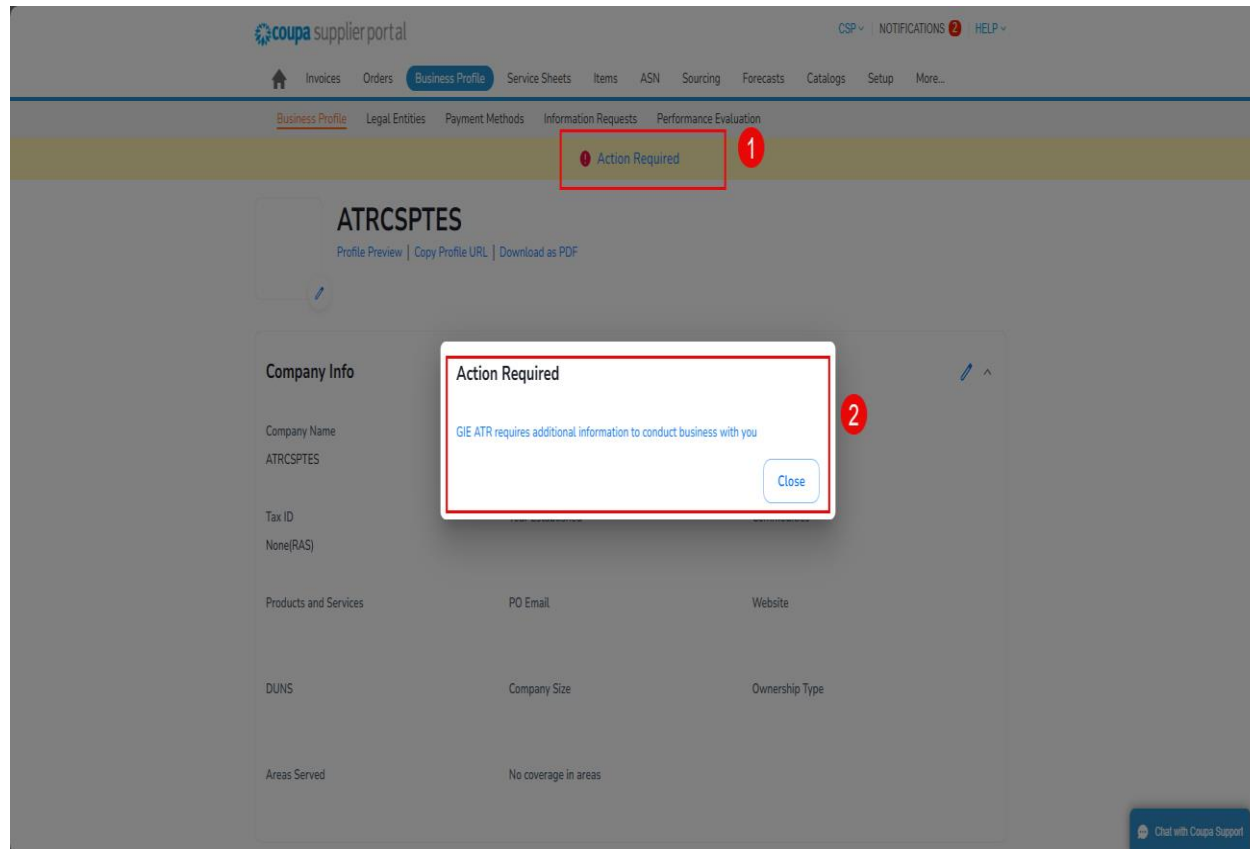 coupa supplier portal
CSP NOTIFICATIONS 2 HELP
Invoices Orders Business Profile Service Sheets Items ASN Sourcing Forecasts Catalogs Setup More...
Business Profile Legal Entities Payment Methods Information Requests Performance Evaluation
Action Required
1
ATRCSPTES
Profile Preview | Copy Profile URL | Download as PDF
Company Info
Action Required
2
Company Name
GIE ATR requires additional information to conduct business with you
ATRCSPTES
Close
Tax ID
None(RAS)
Products and Services PO Email Website
DUNS Company Size Ownership Type
Areas Served No coverage in areas
Chat with Coupa Support